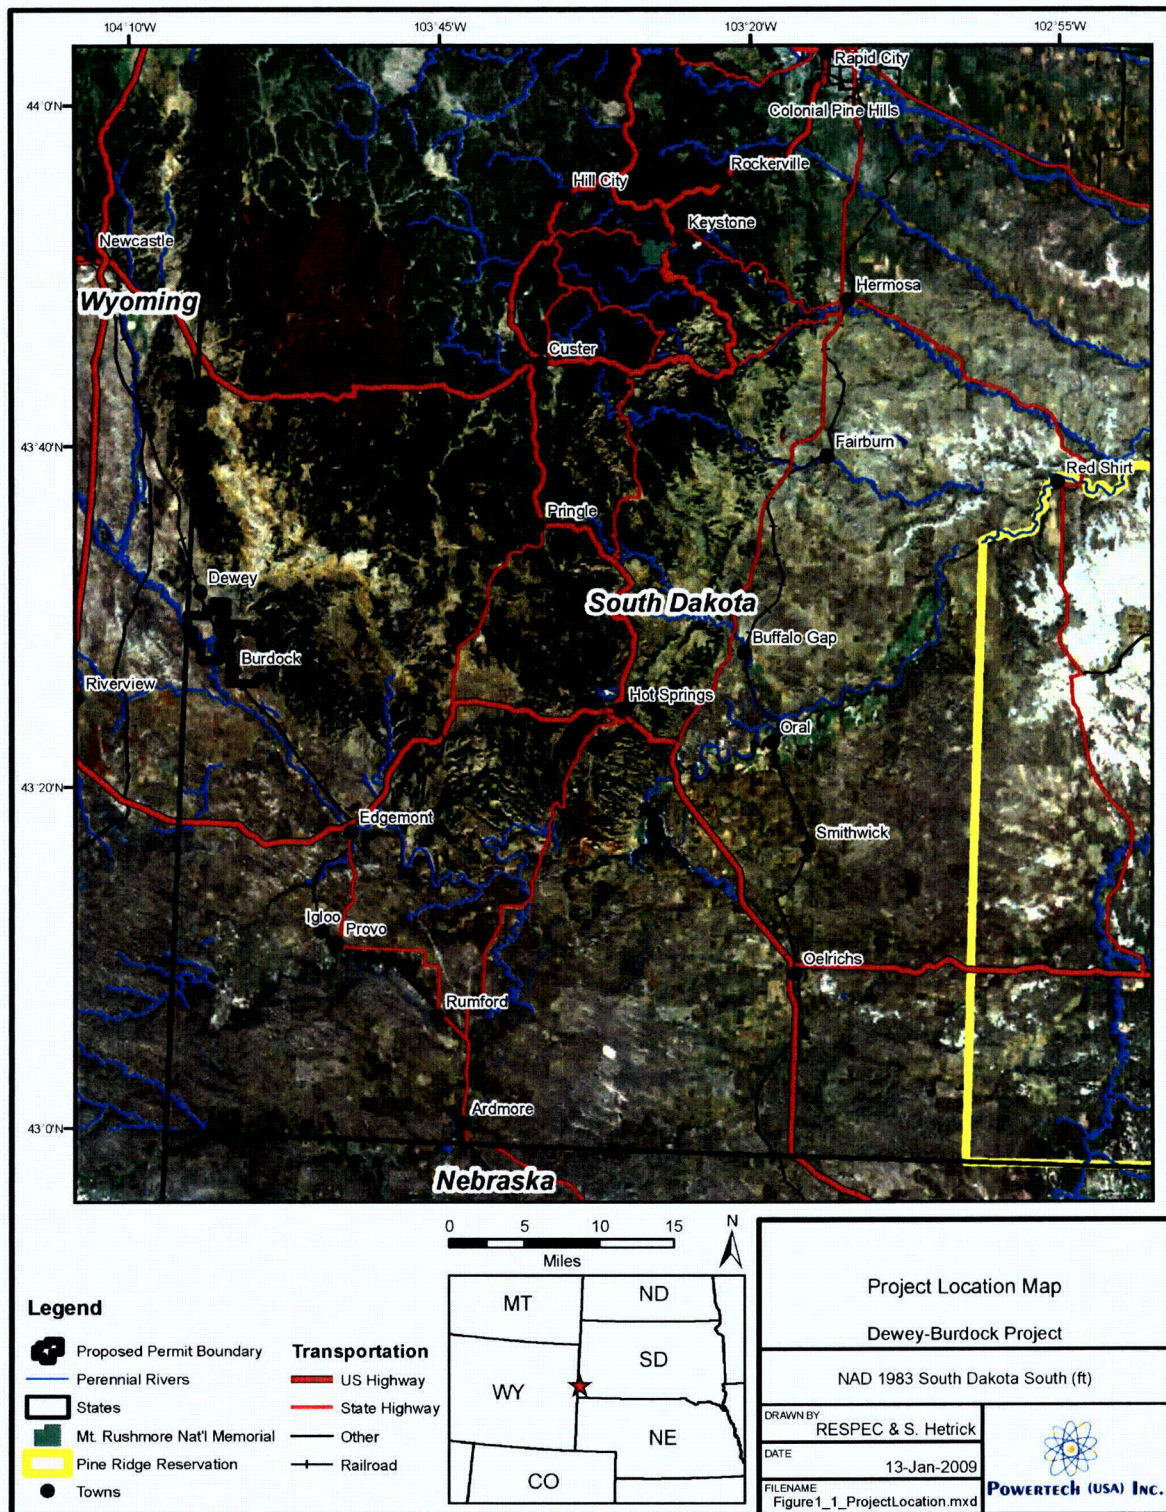 104°10'W
103°45'W
103°20'W
102°55'W
44°0'N
43°40'N
43°20'N
43°0'N
Rapid City
Colonial Pine Hills
Rockerville
Hill City
Keystone
Newcastle
Wyoming
Hermosa
Custer
Fairburn
Red Shirt
Pringle
Dewey
South Dakota
Buffalo Gap
Burdock
Riverview
Hot Springs
Oral
Edgemont
Smithwick
Igloo
Provo
Oelrichs
Rumford
Ardmore
Nebraska
0 5 10 15
Miles
N
Legend
Proposed Permit Boundary
Perennial Rivers
States
Mt. Rushmore Nat'l Memorial
Pine Ridge Reservation
Towns
Transportation
US Highway
State Highway
Other
Railroad
MT
ND
SD
WY
NE
CO
Project Location Map
Dewey-Burdock Project
NAD 1983 South Dakota South (ft)
DRAWN BY
RESPEC & S. Hetrick
DATE
13-Jan-2009
FILENAME
Figure1_1_ProjectLocation.mxd
POWERTECH (USA) INC.